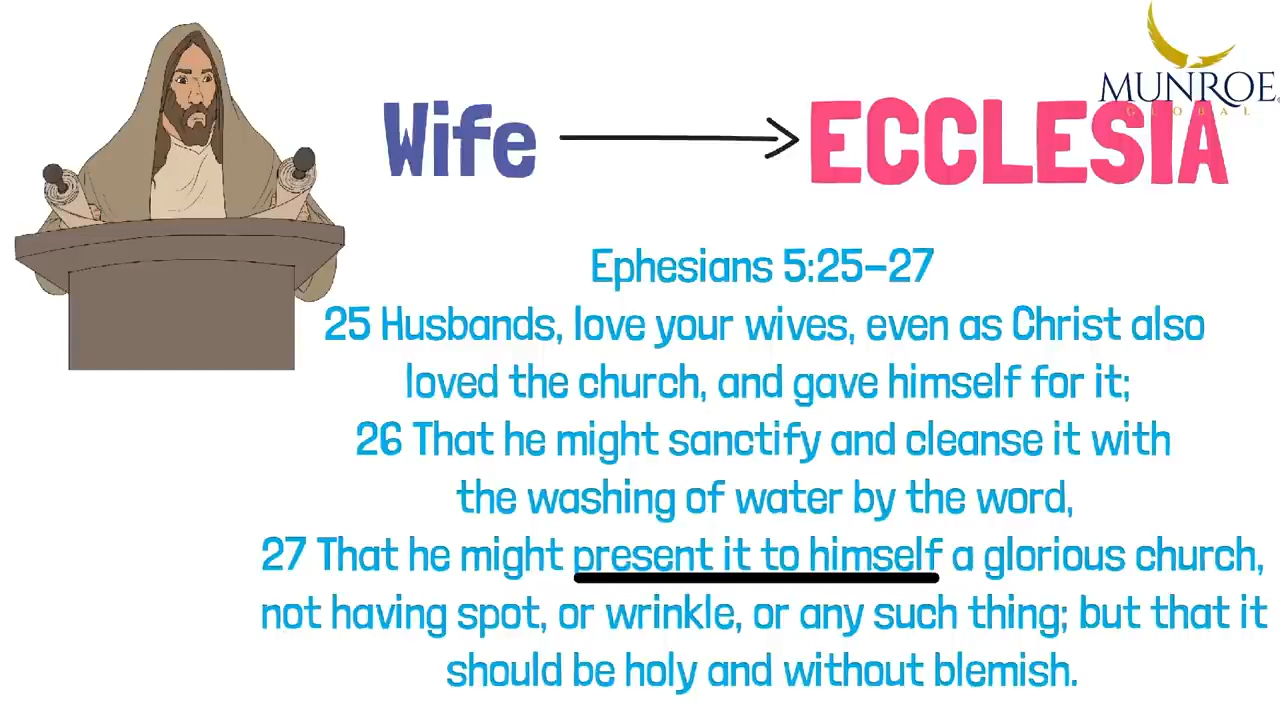 MUNROE
GLOBAL
Wife
ECCLESIA
Ephesians 5:25–27
25 Husbands, love your wives, even as Christ also
loved the church, and gave himself for it;
26 That he might sanctify and cleanse it with
the washing of water by the word,
27 That he might present it to himself a glorious church,
not having spot, or wrinkle, or any such thing; but that it
should be holy and without blemish.